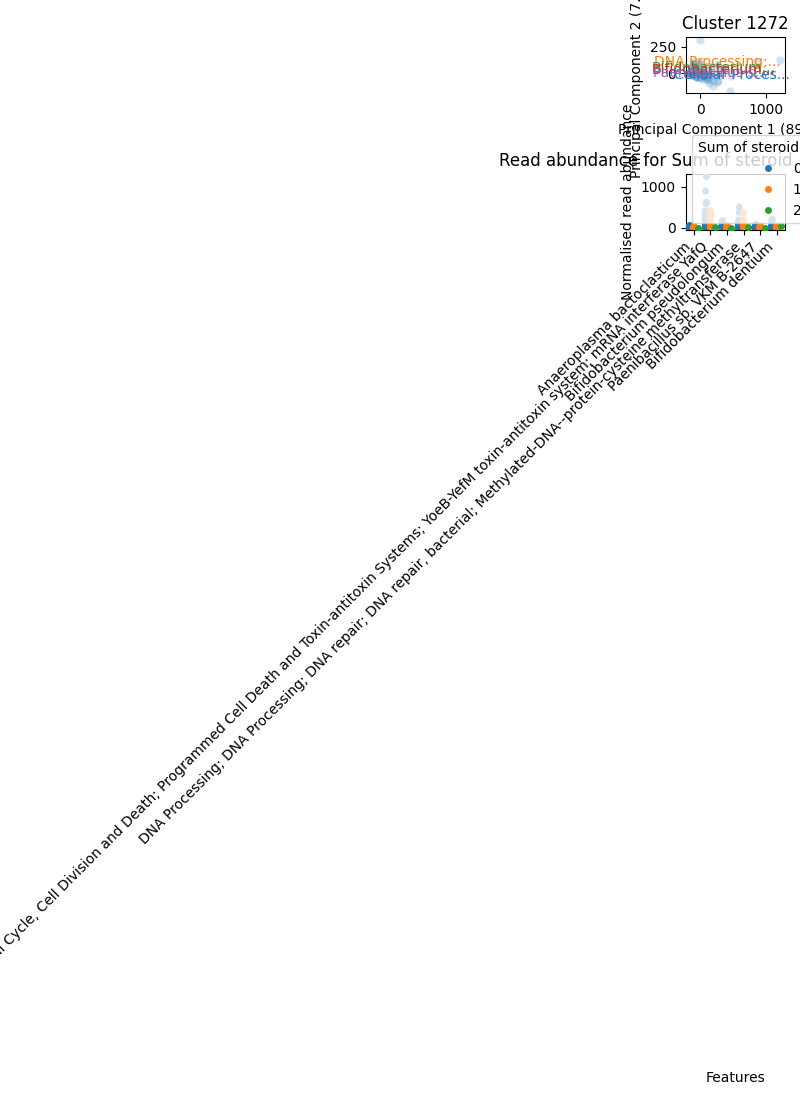 Cluster 1272
250
0
DNA Processing;...
Bifidobacterium...
0
1000
Principal Component 1 (89
Principal Component 2 (7.
Read abundance for Sum of steroid
Sum of steroid
0
1
2
1000
0
Normalised read abundance
Anaeroplasma bactoclasticum
Cycle, Cell Division and Death; Programmed Cell Death and Toxin-antitoxin Systems; YoeB-YefM toxin-antitoxin system; mRNA interferase YafQ
Bifidobacterium pseudolongum
DNA Processing; DNA Processing; DNA repair; DNA repair, bacterial; Methylated-DNA--protein-cysteine methyltransferase
Paenibacillus sp. VKM B-2647
Bifidobacterium dentium
Features